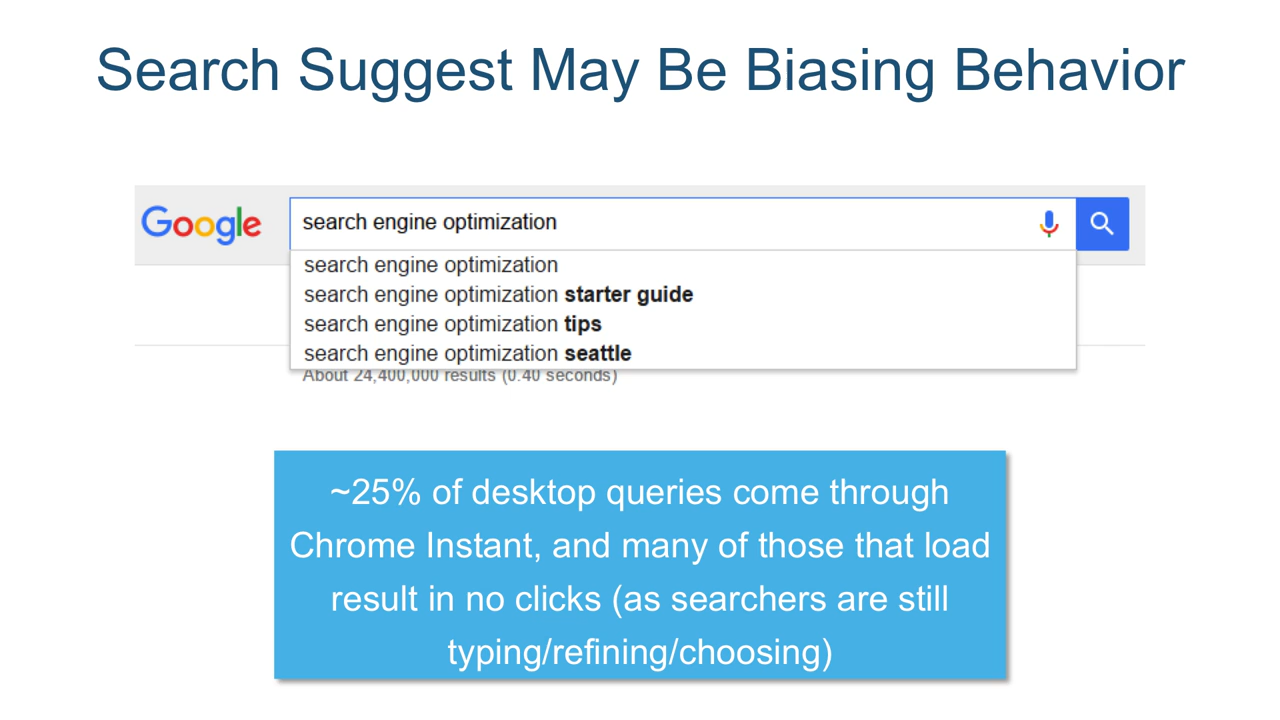 Search Suggest May Be Biasing Behavior
Google
search engine optimization
search engine optimization
search engine optimization starter guide
search engine optimization tips
search engine optimization seattle
About 24,400,000 results (0.40 seconds)
~25% of desktop queries come through
Chrome Instant, and many of those that load
result in no clicks (as searchers are still
typing/refining/choosing)